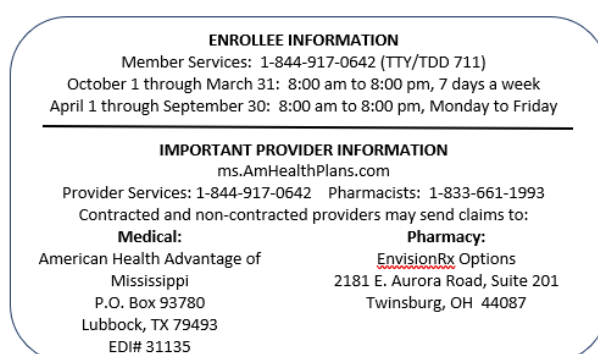 ENROLLEE INFORMATION
Member Services: 1-844-917-0642 (TTY/TDD 711)
October 1 through March 31: 8:00 am to 8:00 pm, 7 days a week
April 1 through September 30: 8:00 am to 8:00 pm, Monday to Friday
IMPORTANT PROVIDER INFORMATION
ms.AmHealthPlans.com
Provider Services: 1-844-917-0642 Pharmacists: 1-833-661-1993
Contracted and non-contracted providers may send claims to:
Medical:
American Health Advantage of
Mississippi
P.O. Box 93780
Lubbock, TX 79493
EDI# 31135
Pharmacy:
EnvisionRx Options
2181 E. Aurora Road, Suite 201
Twinsburg, OH 44087